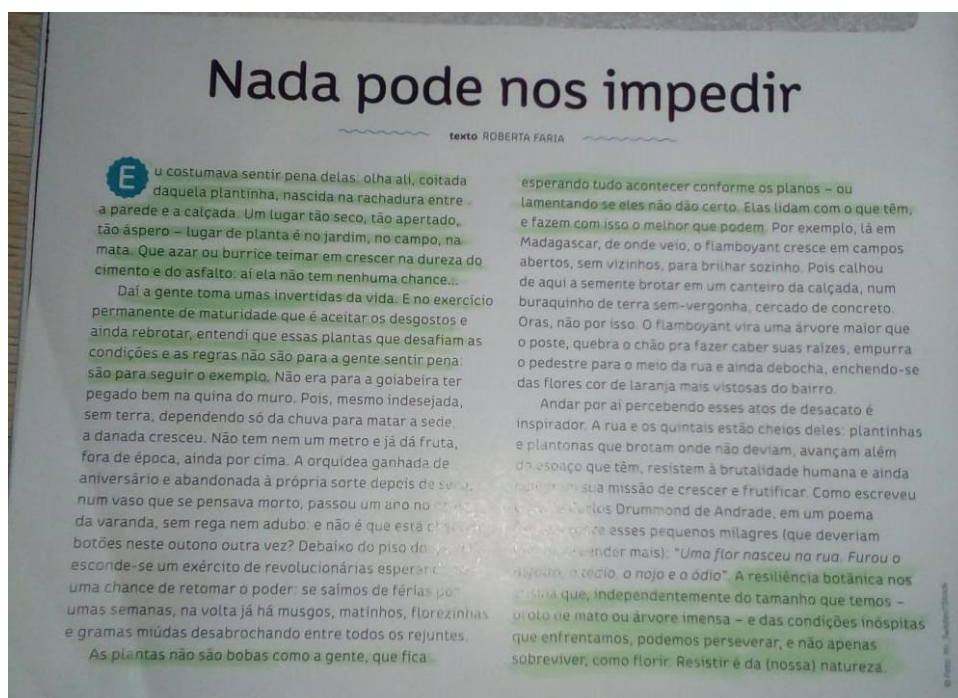 Nada pode nos impedir
texto ROBERTA FARIA
Eu costumava sentir pena delas: olha ali, coitada
daquela plantinha, nascida na rachadura entre
a parede e a calçada. Um lugar tão seco, tão apertado,
tão áspero – lugar de planta é no jardim, no campo, na
mata. Que azar ou burrice teimar em crescer na dureza do
cimento e do asfalto: aí ela não tem nenhuma chance...
Daí a gente toma umas invertidas da vida. E no exercício
permanente de maturidade que é aceitar os desgostos e
ainda rebrotar, entendi que essas plantas que desafiam as
condições e as regras não são para a gente sentir pena:
são para seguir o exemplo. Não era para a goiabeira ter
pegado bem na quina do muro. Pois, mesmo indesejada,
sem terra, dependendo só da chuva para matar a sede,
a danada cresceu. Não tem nem um metro e já dá fruta,
fora de época, ainda por cima. A orquídea ganhada de
aniversário e abandonada à própria sorte depois de
num vaso que se pensava morto, passou um ano no
da varanda, sem rega nem adubo: e não é que está
botões neste outono outra vez? Debaixo do piso do
esconde-se um exército de revolucionárias
uma chance de retomar o poder: se saímos de férias por
umas semanas, na volta já há musgos, matinhos, florezinhas
e gramas miúdas desabrochando entre todos os rejuntes.
As plantas não são bobas como a gente, que fica
esperando tudo acontecer conforme os planos – ou
lamentando se eles não dão certo. Elas lidam com o que têm,
e fazem com isso o melhor que podem. Por exemplo, lá em
Madagascar, de onde veio, o flamboyant cresce em campos
abertos, sem vizinhos, para brilhar sozinho. Pois calhou
de aqui a semente brotar em um canteiro da calçada, num
buraquinho de terra sem-vergonha, cercado de concreto.
Oras, não por isso. O flamboyant vira uma árvore maior que
o poste, quebra o chão pra fazer caber suas raízes, empurra
o pedestre para o meio da rua e ainda debocha, enchendo-se
das flores cor de laranja mais vistosas do bairro.
Andar por aí percebendo esses atos de desacato é
inspirador. A rua e os quintais estão cheios deles: plantinhas
e plantonas que brotam onde não deviam, avançam além
do espaço que têm, resistem à brutalidade humana e ainda
sua missão de crescer e frutificar. Como escreveu
Carlos Drummond de Andrade, em um poema
esses pequenos milagres (que deveriam
mais): "Uma flor nasceu na rua. Furou o
asfalto, o tédio, o nojo e o ódio". A resiliência botânica nos
ensina que, independentemente do tamanho que temos –
broto de mato ou árvore imensa – e das condições inóspitas
que enfrentamos, podemos perseverar, e não apenas
sobreviver, como florir. Resistir é da (nossa) natureza.